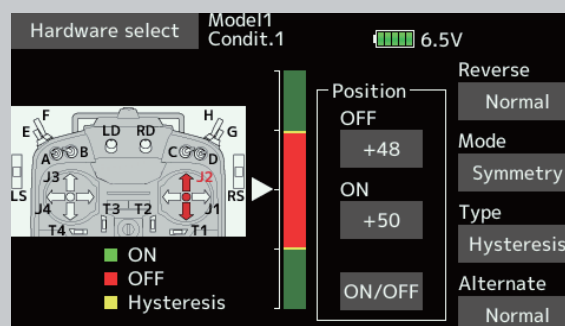 Hardware select
Model1
Condit.1
6.5V
F
H
E
LD
RD
G
A
B
C
D
J3
J2
LS
RS
J4
T3
T2
J1
T4
T1
ON
OFF
Hysteresis
Position
OFF
+48
ON
+50
ON/OFF
Reverse
Normal
Mode
Symmetry
Type
Hysteresis
Alternate
Normal